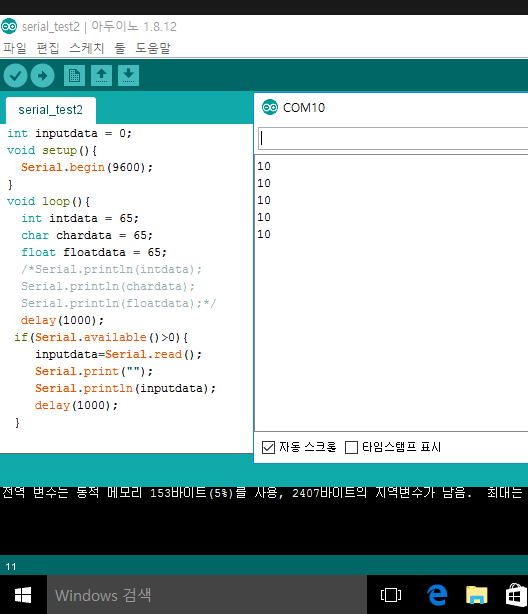 serial_test2 | 아두이노 1.8.12
파일 편집 스케치 툴 도움말
serial_test2
int inputdata = 0;
void setup(){
  Serial.begin(9600);
}
void loop(){
  int intdata = 65;
  char chardata = 65;
  float floatdata = 65;
  /*Serial.println(intdata);
  Serial.println(chardata);
  Serial.println(floatdata);*/
  delay(1000);
 if(Serial.available()>0){
    inputdata=Serial.read();
    Serial.print("");
    Serial.println(inputdata);
    delay(1000);
 }
COM10
10
10
10
10
10
자동 스크롤 타임스탬프 표시
전역 변수는 동적 메모리 153바이트(5%)를 사용, 2407바이트의 지역변수가 남음.  최대는
11
Windows 검색